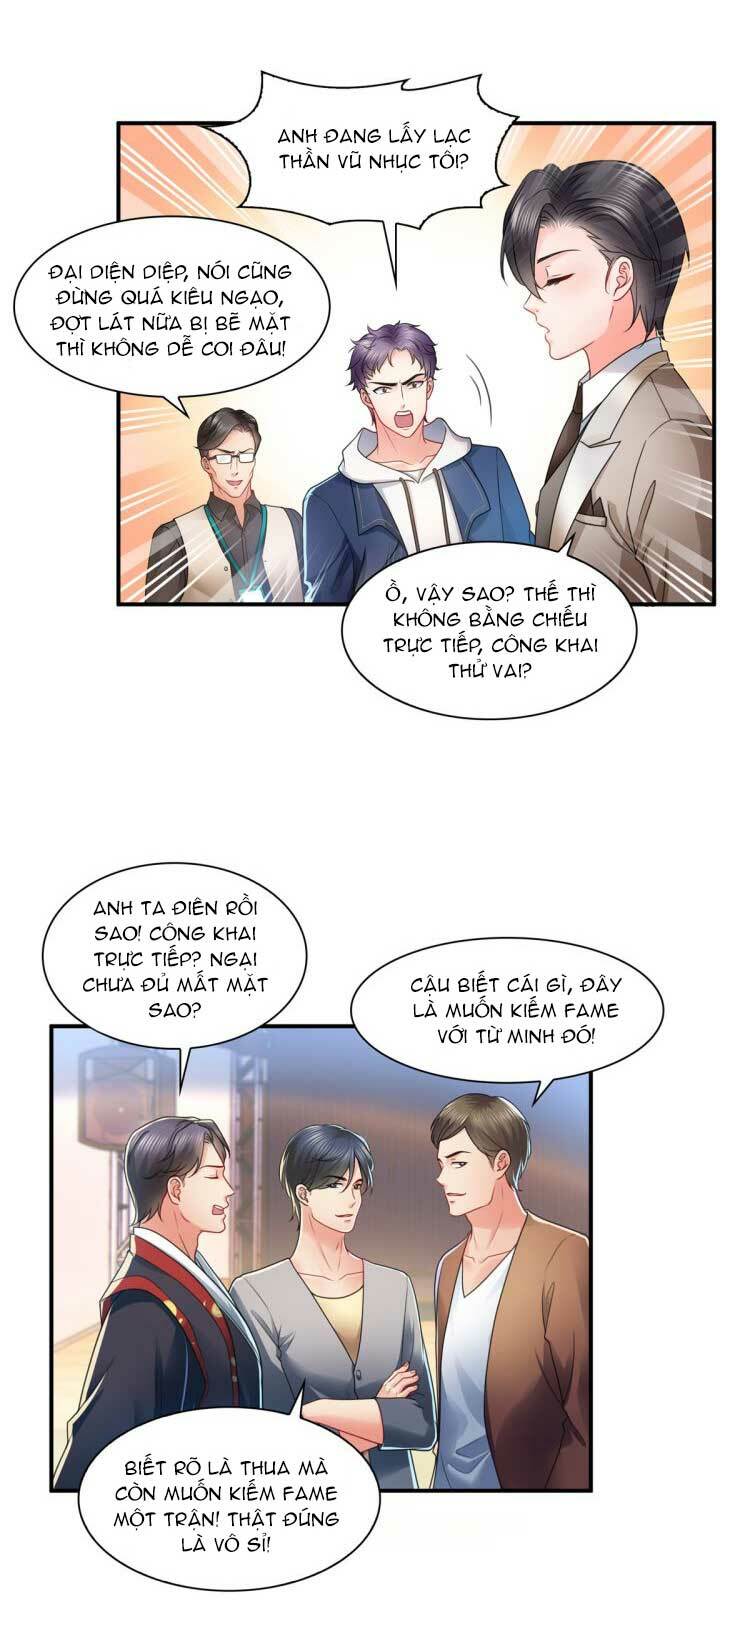 ANH ĐANG LẤY LẠC
THẦN VŨ NHỤC TÔI?
ĐẠI DIỆN DIỆP, NÓI CŨNG
ĐỪNG QUÁ KIÊU NGẠO,
ĐỢT LÁT NỮA BỊ BẼ MẶT
THÌ KHÔNG DỄ COI ĐÂU!
Ồ, VẬY SAO? THẾ THÌ
KHÔNG BẰNG CHIẾU
TRỰC TIẾP, CÔNG KHAI
THỬ VAI?
ANH TA ĐIÊN RỒI
SAO! CÔNG KHAI
TRỰC TIẾP? NGẠI
CHƯA ĐỦ MẤT MẶT
SAO?
CẬU BIẾT CÁI GÌ, ĐÂY
LÀ MUỐN KIẾM FAME
VỚI TỪ MINH ĐÓ!
BIẾT RÕ LÀ THUA MÀ
CÒN MUỐN KIẾM FAME
MỘT TRẬN! THẬT ĐÚNG
LÀ VÔ SỈ!